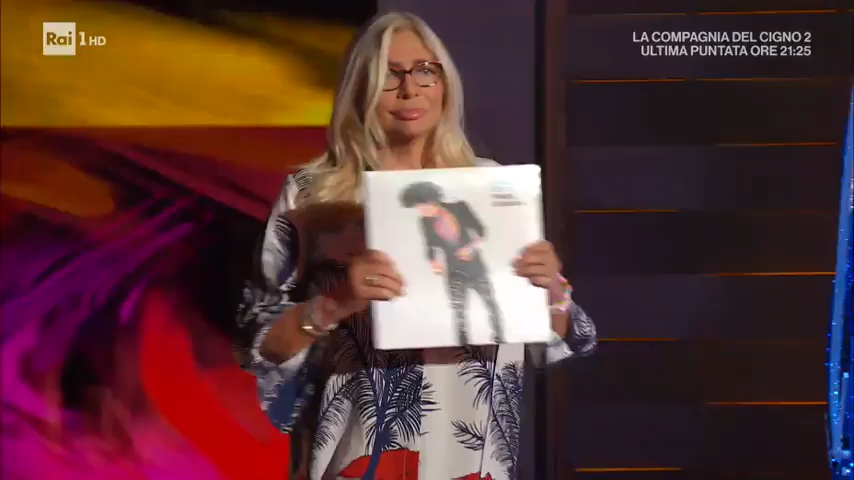 Rai 1 HD
LA COMPAGNIA DEL CIGNO 2
ULTIMA PUNTATA ORE 21:25